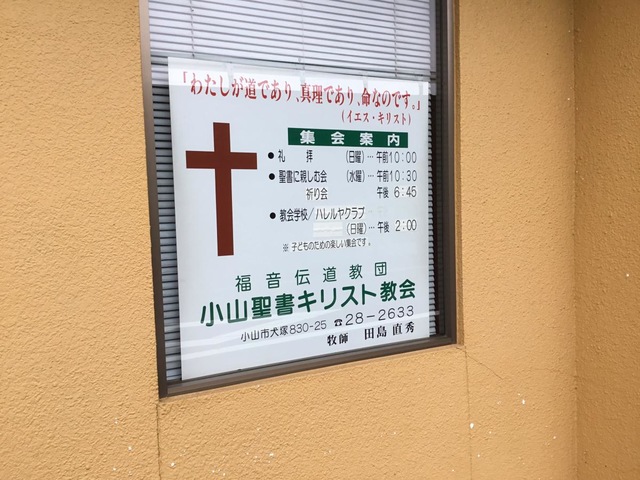 「わたしが道であり、真理であり、命なのです。」
(イエス・キリスト)
集会案内
●礼 拝 (日曜)…午前10:00
●聖書に親しむ会 (水曜)…午前10:30
祈り会 午後 6:45
●教会学校/ハレルヤクラブ
(日曜)…午後 2:00
※子どものための楽しい集会です。
福音伝道教団
小山聖書キリスト教会
小山市犬塚830-25 ☎28-2633
牧師 田島 直秀